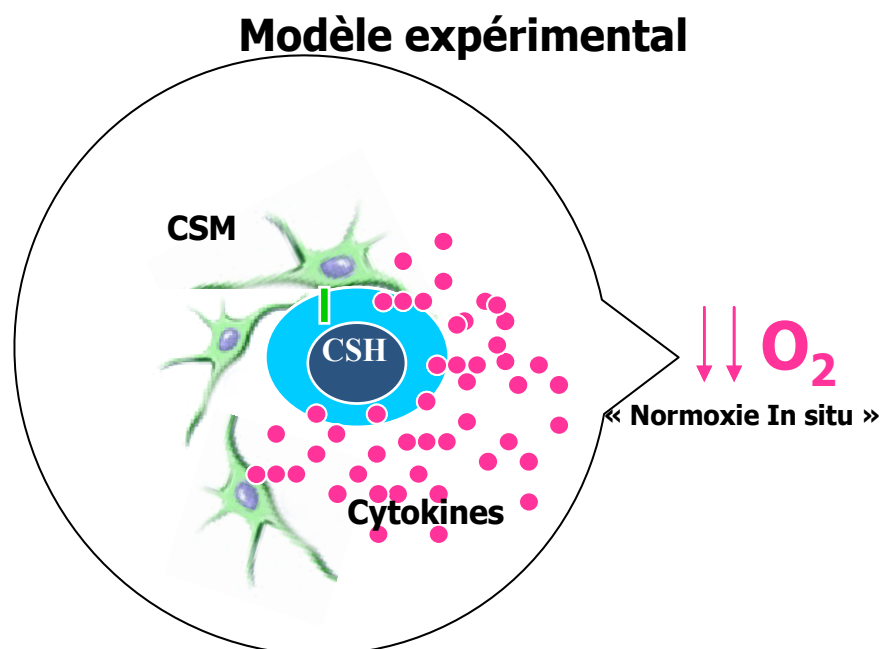 Modèle expérimental
CSM
CSH
O2
« Normoxie In situ »
Cytokines